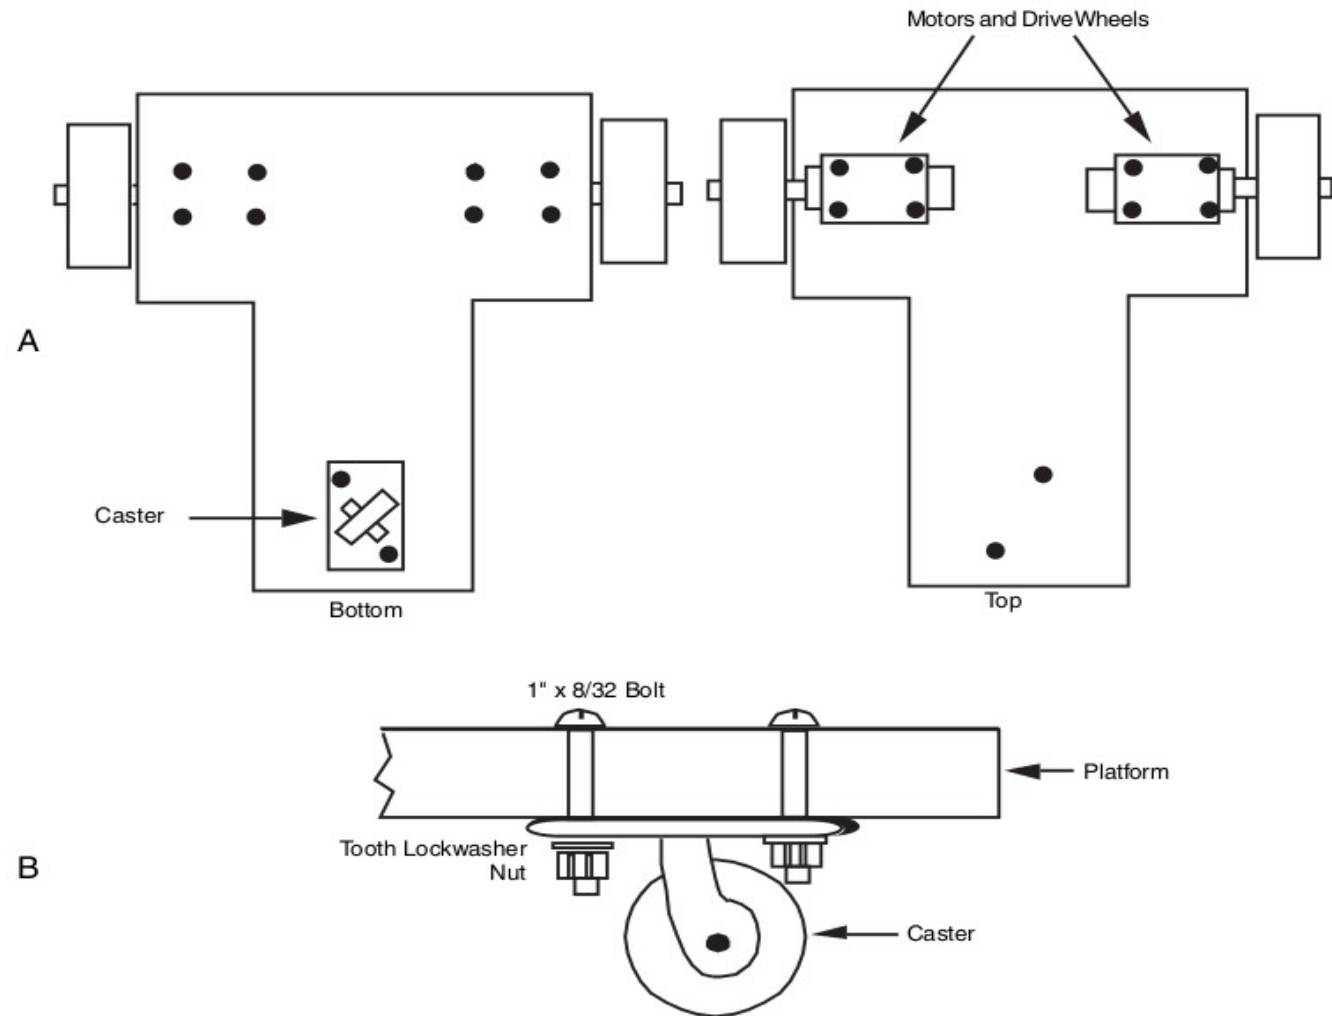 Motors and Drive Wheels
A
Caster
Bottom
Top
1" x 8/32 Bolt
Platform
Tooth Lockwasher
Nut
B
Caster